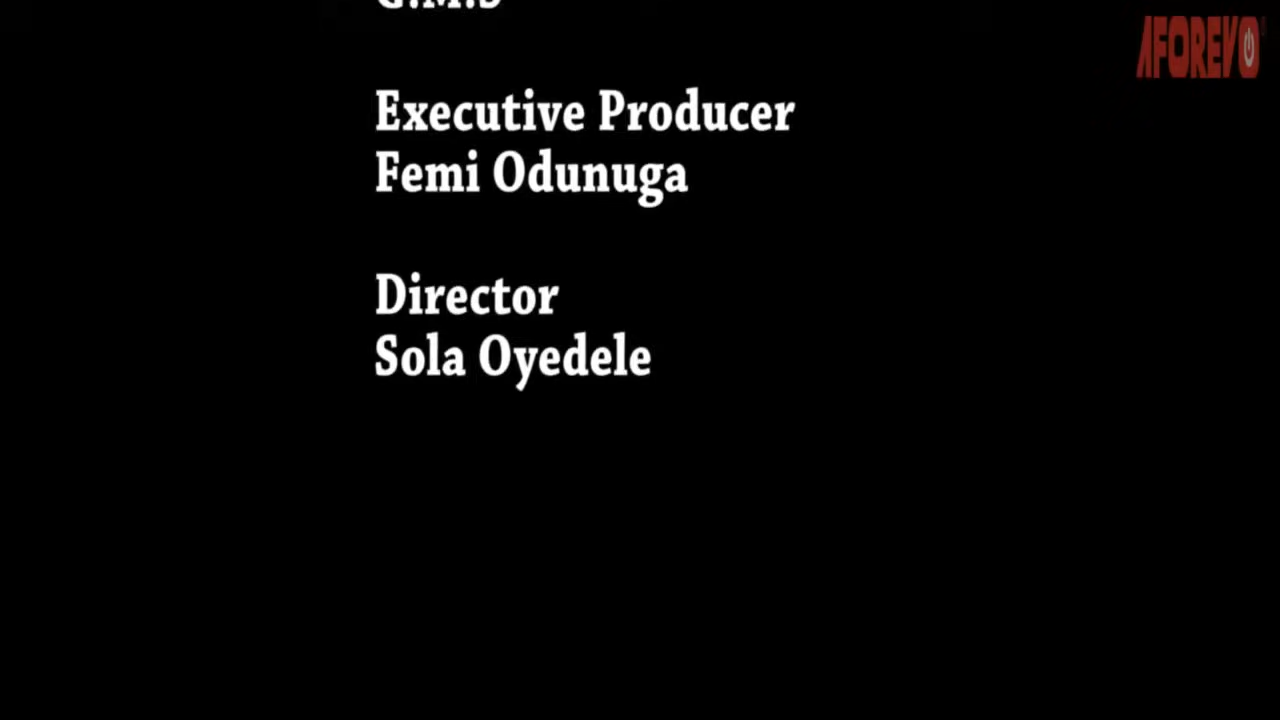 G.M.S
AFOREVO
Executive Producer
Femi Odunuga
Director
Sola Oyedele